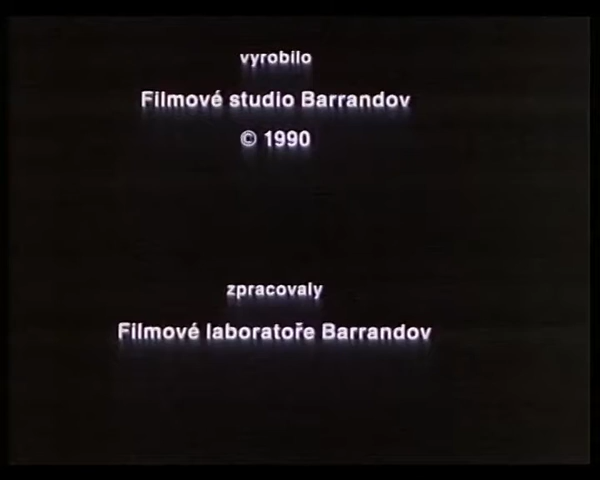 vyrobilo
Filmové studio Barrandov
© 1990
zpracovaly
Filmové laboratoře Barrandov